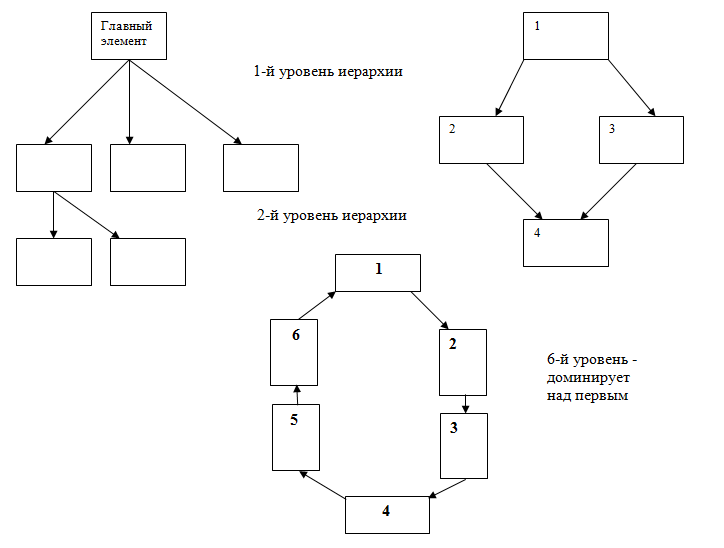 Главный
элемент
1-й уровень иерархии
1
2
3
2-й уровень иерархии
4
1
6
2
5
3
4
6-й уровень -
доминирует
над первым